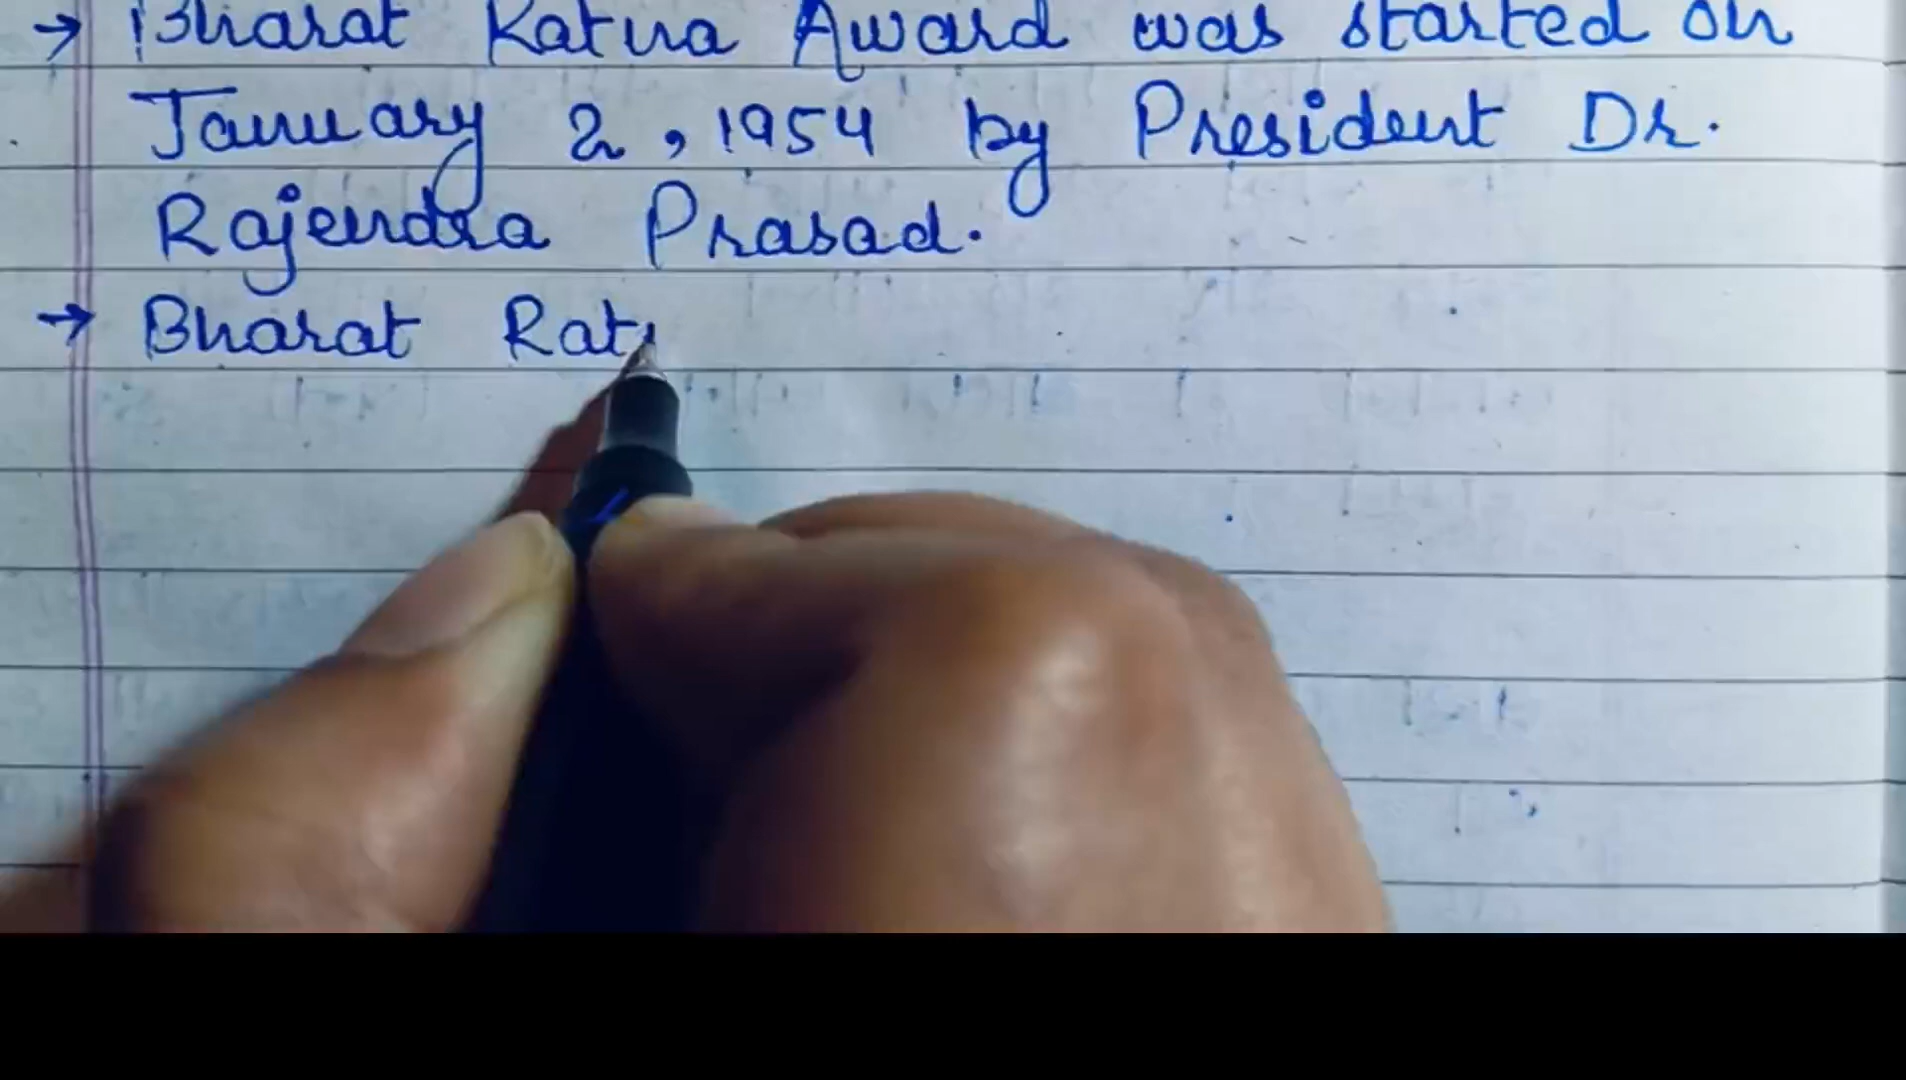 → Bharat Ratna Award was started on
January 2, 1954 by President Dr.
Rajendra Prasad.
→ Bharat Rat